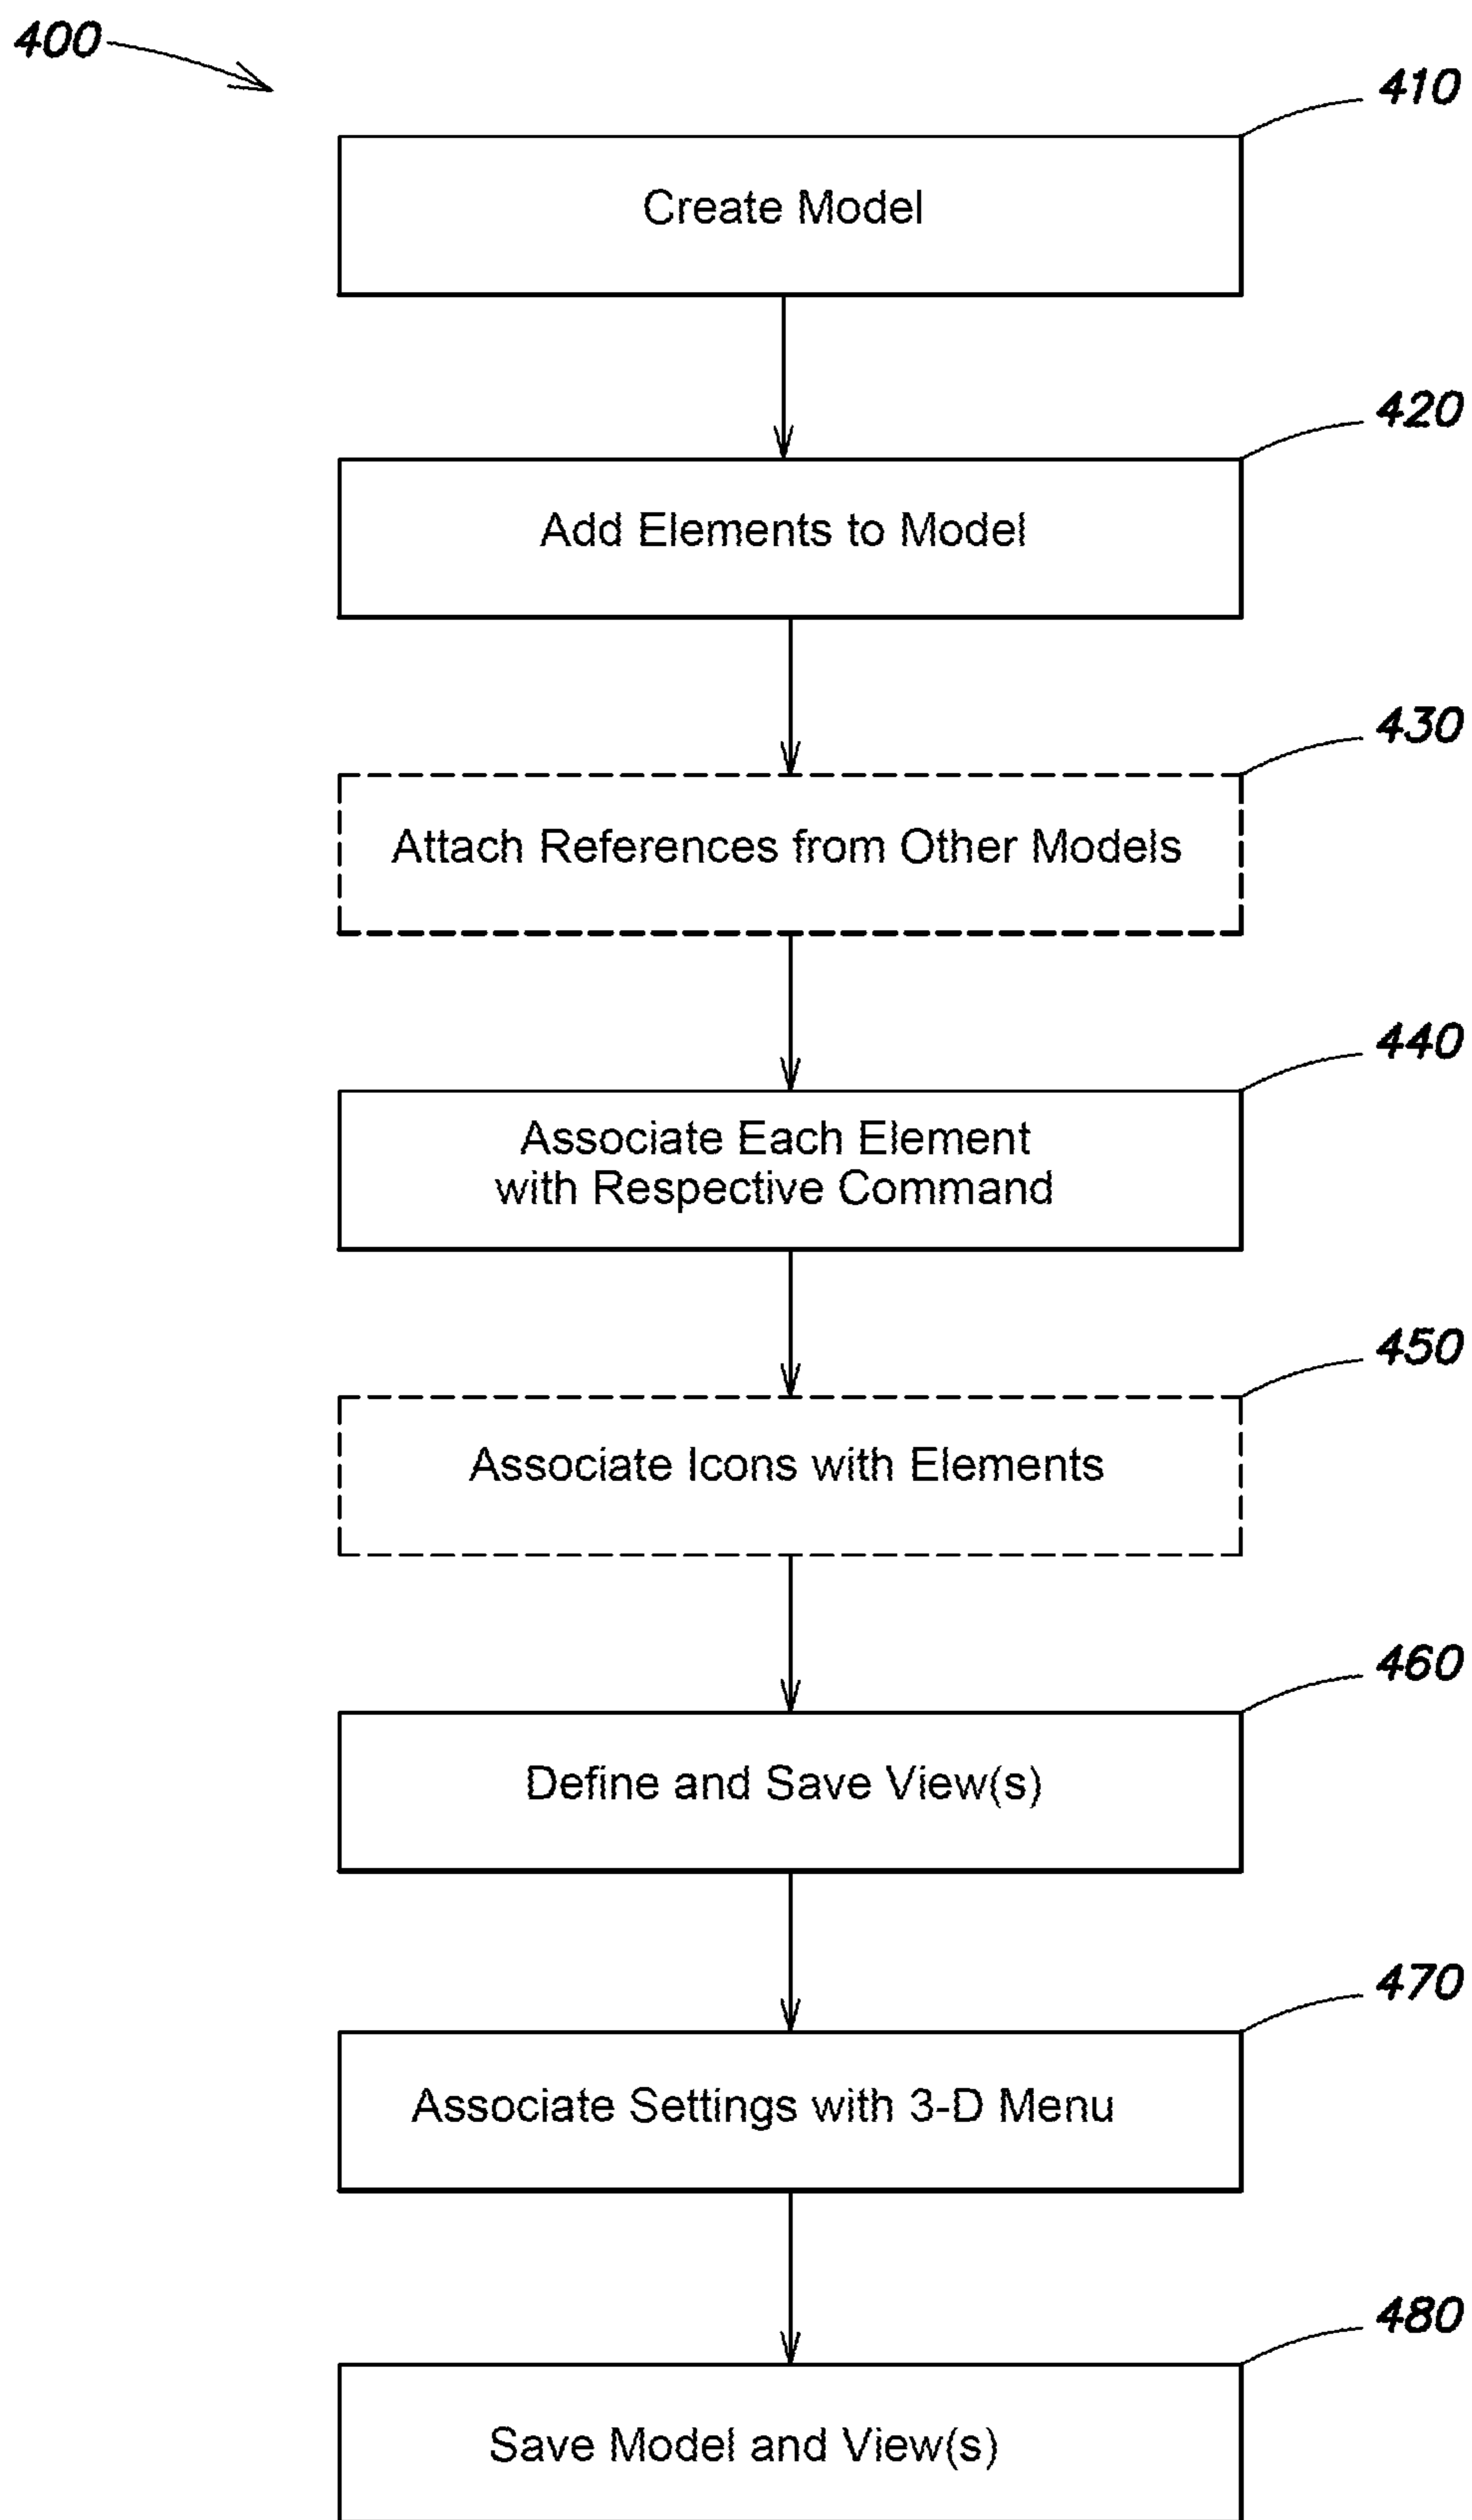 400
410
Create Model
420
Add Elements to Model
430
Attach References from Other Models
440
Associate Each Element
with Respective Command
450
Associate Icons with Elements
460
Define and Save View(s)
470
Associate Settings with 3-D Menu
480
Save Model and View(s)